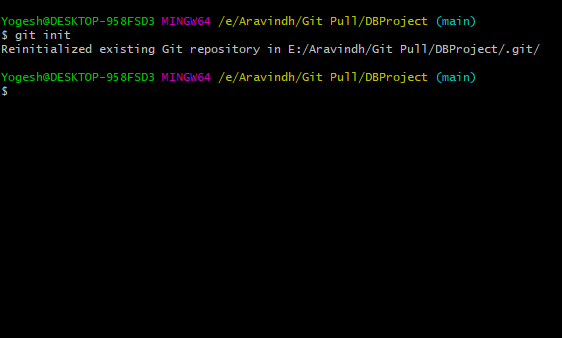 Yogesh@DESKTOP-958FSD3 MINGW64 /e/Aravindh/Git Pull/DBProject (main)
$ git init
Reinitialized existing Git repository in E:/Aravindh/Git Pull/DBProject/.git/
Yogesh@DESKTOP-958FSD3 MINGW64 /e/Aravindh/Git Pull/DBProject (main)
$